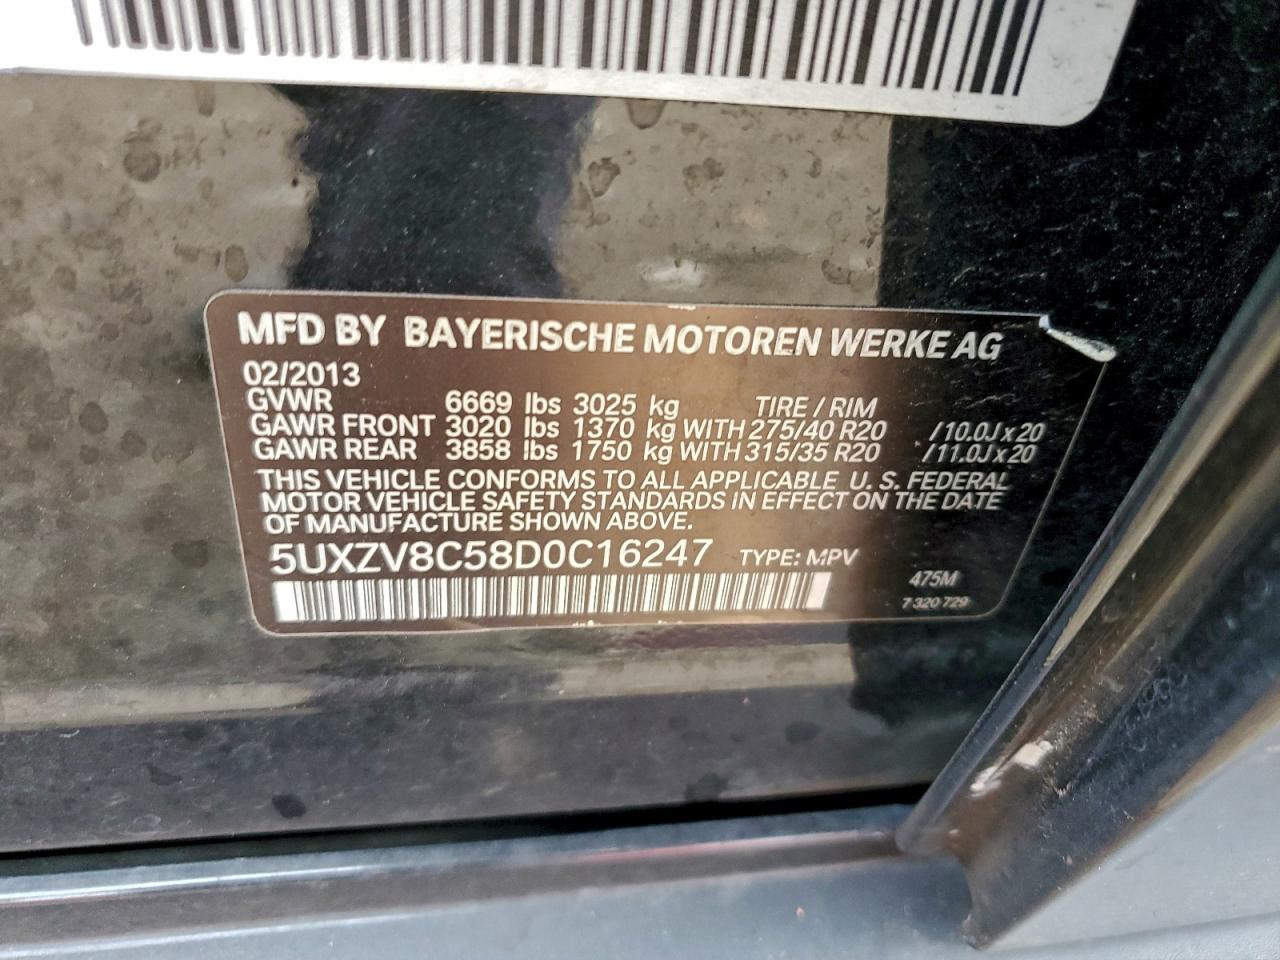 MFD BY BAYERISCHE MOTOREN WERKE AG
02/2013
GVWR 6669 lbs 3025 kg TIRE / RIM
GAWR FRONT 3020 lbs 1370 kg WITH 275/40 R20 /10.0J x 20
GAWR REAR 3858 lbs 1750 kg WITH 315/35 R20 /11.0J x 20
THIS VEHICLE CONFORMS TO ALL APPLICABLE U. S. FEDERAL
MOTOR VEHICLE SAFETY STANDARDS IN EFFECT ON THE DATE
OF MANUFACTURE SHOWN ABOVE.
5UXZV8C58D0C16247 TYPE: MPV
475M
7 320 729